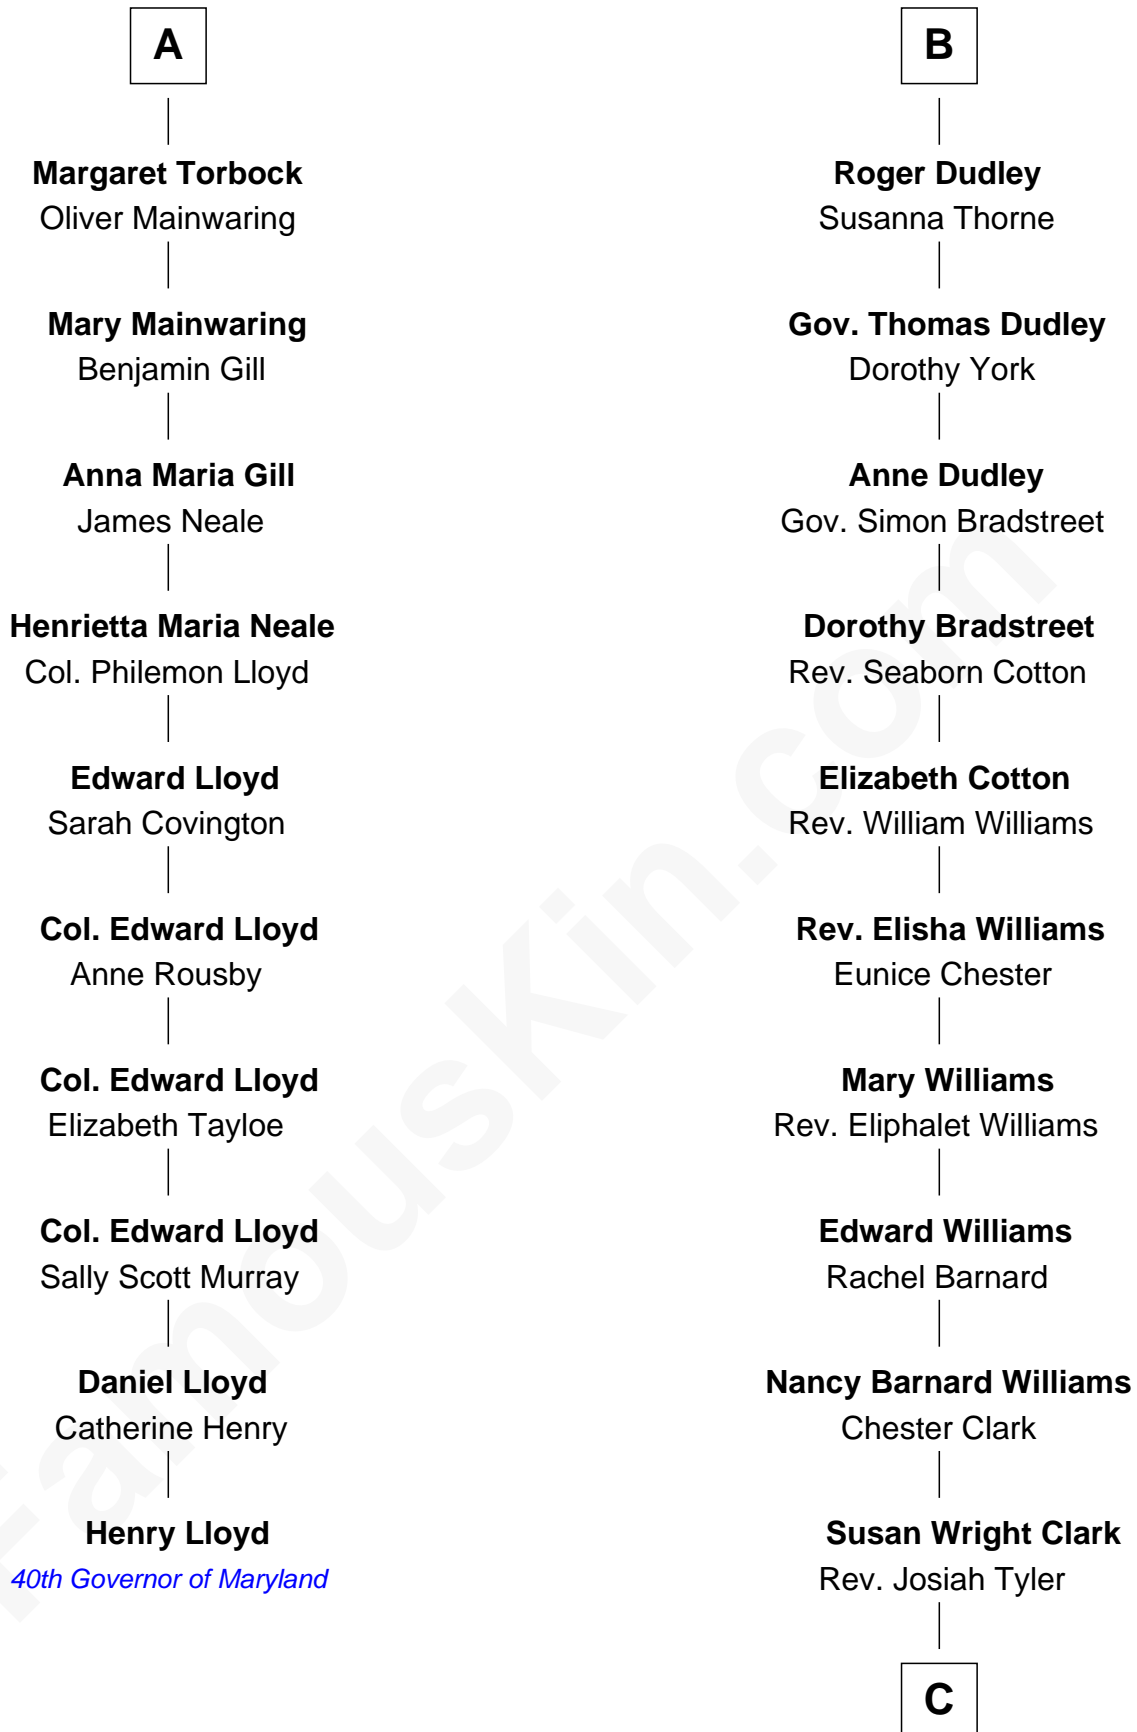 A
Margaret Torbock
Oliver Mainwaring
Mary Mainwaring
Benjamin Gill
Anna Maria Gill
James Neale
Henrietta Maria Neale
Col. Philemon Lloyd
Edward Lloyd
Sarah Covington
Col. Edward Lloyd
Anne Rousby
Col. Edward Lloyd
Elizabeth Tayloe
Col. Edward Lloyd
Sally Scott Murray
Daniel Lloyd
Catherine Henry
Henry Lloyd
40th Governor of Maryland
B
Roger Dudley
Susanna Thorne
Gov. Thomas Dudley
Dorothy York
Anne Dudley
Gov. Simon Bradstreet
Dorothy Bradstreet
Rev. Seaborn Cotton
Elizabeth Cotton
Rev. William Williams
Rev. Elisha Williams
Eunice Chester
Mary Williams
Rev. Eliphalet Williams
Edward Williams
Rachel Barnard
Nancy Barnard Williams
Chester Clark
Susan Wright Clark
Rev. Josiah Tyler
C
FamousKin.com